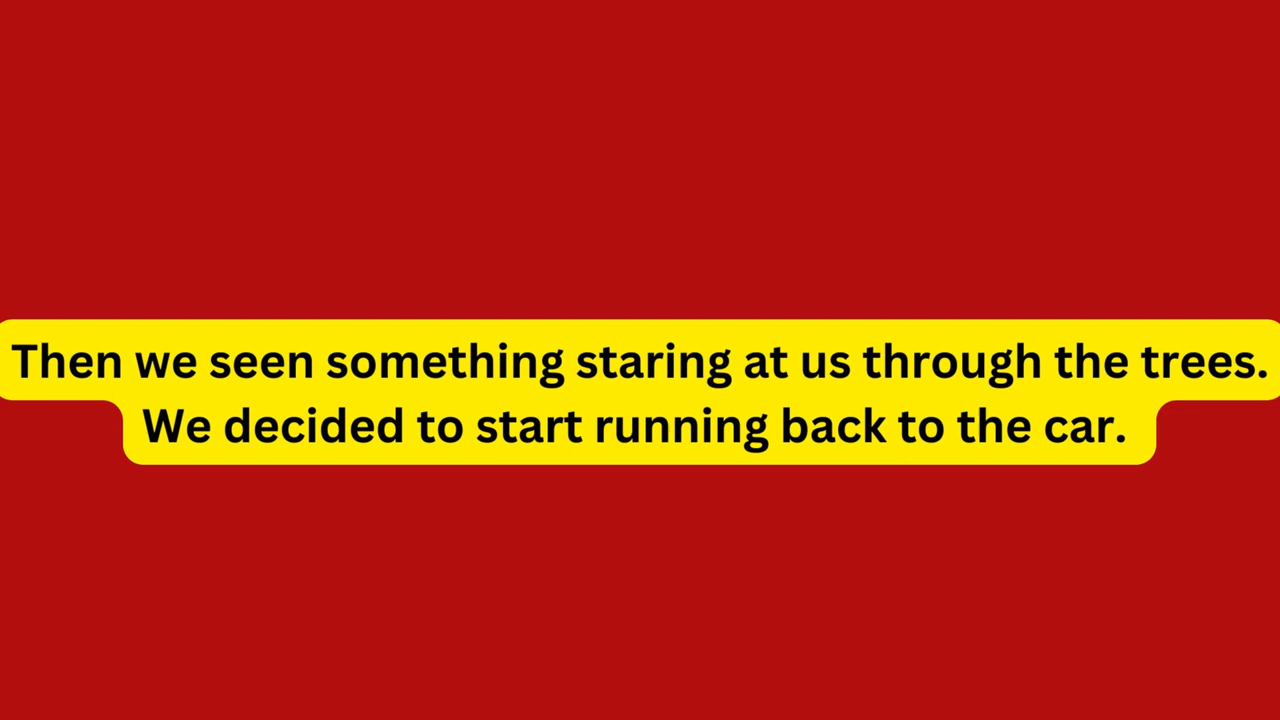 Then we seen something staring at us through the trees.
We decided to start running back to the car.